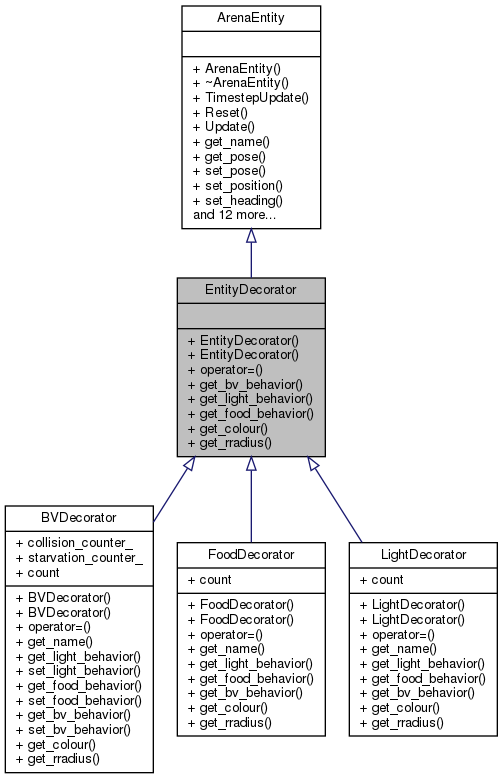 ArenaEntity
+ ArenaEntity()
+ ~ArenaEntity()
+ TimestepUpdate()
+ Reset()
+ Update()
+ get_name()
+ get_pose()
+ set_pose()
+ set_position()
+ set_heading()
and 12 more...
EntityDecorator
+ EntityDecorator()
+ EntityDecorator()
+ operator=()
+ get_bv_behavior()
+ get_light_behavior()
+ get_food_behavior()
+ get_colour()
+ get_rradius()
BVDecorator
+ collision_counter_
+ starvation_counter_
+ count
+ BVDecorator()
+ BVDecorator()
+ operator=()
+ get_name()
+ get_light_behavior()
+ set_light_behavior()
+ get_food_behavior()
+ set_food_behavior()
+ get_bv_behavior()
+ set_bv_behavior()
+ get_colour()
+ get_rradius()
FoodDecorator
+ count
+ FoodDecorator()
+ FoodDecorator()
+ operator=()
+ get_name()
+ get_light_behavior()
+ get_food_behavior()
+ get_bv_behavior()
+ get_colour()
+ get_rradius()
LightDecorator
+ count
+ LightDecorator()
+ LightDecorator()
+ operator=()
+ get_name()
+ get_light_behavior()
+ get_food_behavior()
+ get_bv_behavior()
+ get_colour()
+ get_rradius()